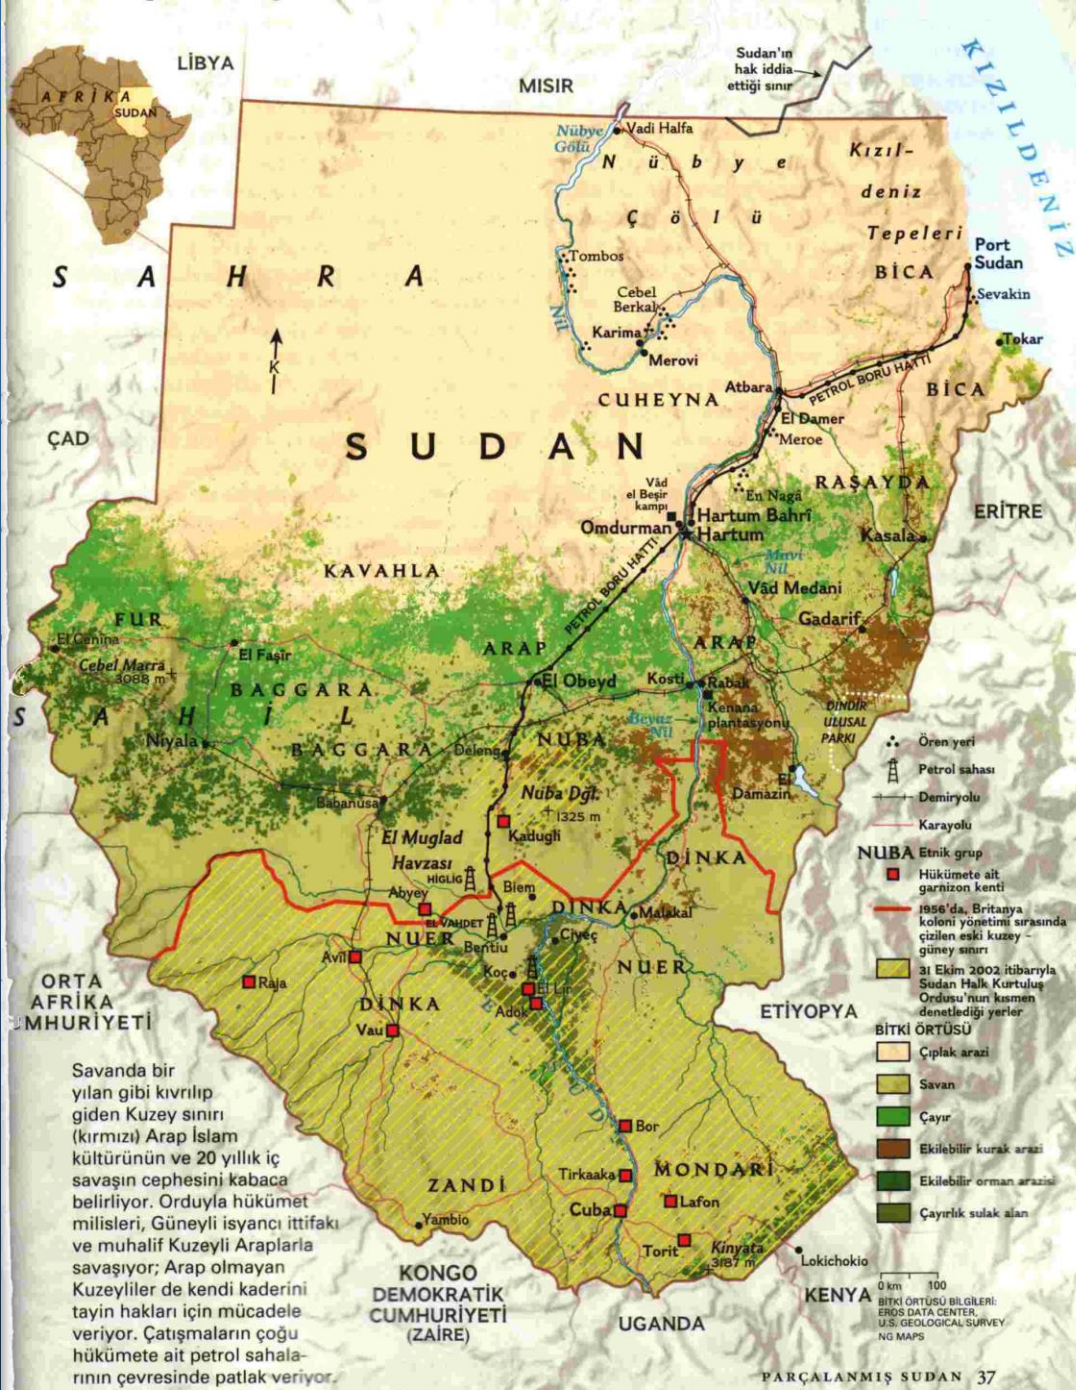 LİBYA
AFRİKA
SUDAN
MISIR
Sudan'ın
hak iddia
ettiği sınır
KIZILDENİZ
Nübye
Gölü
Vadi Halfa
Nübye
Çölü
Kızıl-
deniz
Tepeleri
SAHRA
Tombos
Nil
Cebel
Berkal
Karima
Merovi
BİCA
Port
Sudan
Sevakin
Tokar
K
CUHEYNA
Atbara
PETROL BORU HATTI
BİCA
El Damer
Meroe
ÇAD
SUDAN
Vâd
el Beşir
kampı
En Nagâ
RAŞAYDA
Omdurman
Hartum Bahrî
Hartum
ERİTRE
Kasala
KAVAHLA
PETROL BORU HATTI
Mavi
Nil
Vâd Medani
Gadarif
FUR
El Cenina
Cebel Marra
3088 m
El Faşir
ARAP
ARAP
BAGGARA
El Obeyd
Kosti
Rabak
Kenana
plantasyonu
SAHİL
Beyaz
Nil
DİNDİR
ULUSAL
PARKI
Niyala
BAGGARA
Deleng
NUBA
El
Damazin
Babanusa
Nuba Dğl.
1325 m
Kadugli
El Muglad
Havzası
HİGLİG
DİNKA
Abyey
Biem
EL VAHDET
DİNKA
Malakal
NUER
Bentiu
Ciyeç
Avil
NUER
Koç
Raja
El Lir
Adok
DİNKA
Vau
EL
SUD
ORTA
AFRİKA
CUMHURİYETİ
ETİYOPYA
Bor
Tirkaaka
MONDARİ
ZANDİ
Lafon
Cuba
Yambio
Torit
Kinyata
3187 m
Lokichokio
KONGO
DEMOKRATİK
CUMHURİYETİ
(ZAİRE)
UGANDA
KENYA
Ören yeri
Petrol sahası
Demiryolu
Karayolu
NUBA Etnik grup
Hükümete ait
garnizon kenti
1956'da, Britanya
koloni yönetimi sırasında
çizilen eski kuzey -
güney sınırı
31 Ekim 2002 itibarıyla
Sudan Halk Kurtuluş
Ordusu'nun kısmen
denetlediği yerler
BİTKİ ÖRTÜSÜ
Çıplak arazi
Savan
Çayır
Ekilebilir kurak arazi
Ekilebilir orman arazisi
Çayırlık sulak alan
0 km 100
BİTKİ ÖRTÜSÜ BİLGİLERİ:
EROS DATA CENTER,
U.S. GEOLOGICAL SURVEY
NG MAPS
Savanda bir
yılan gibi kıvrılıp
giden Kuzey sınırı
(kırmızı) Arap İslam
kültürünün ve 20 yıllık iç
savaşın cephesini kabaca
belirliyor. Orduyla hükümet
milisleri, Güneyli isyancı ittifakı
ve muhalif Kuzeyli Araplarla
savaşıyor; Arap olmayan
Kuzeyliler de kendi kaderini
tayin hakları için mücadele
veriyor. Çatışmaların çoğu
hükümete ait petrol sahala-
rının çevresinde patlak veriyor.
PARÇALANMIŞ SUDAN 37